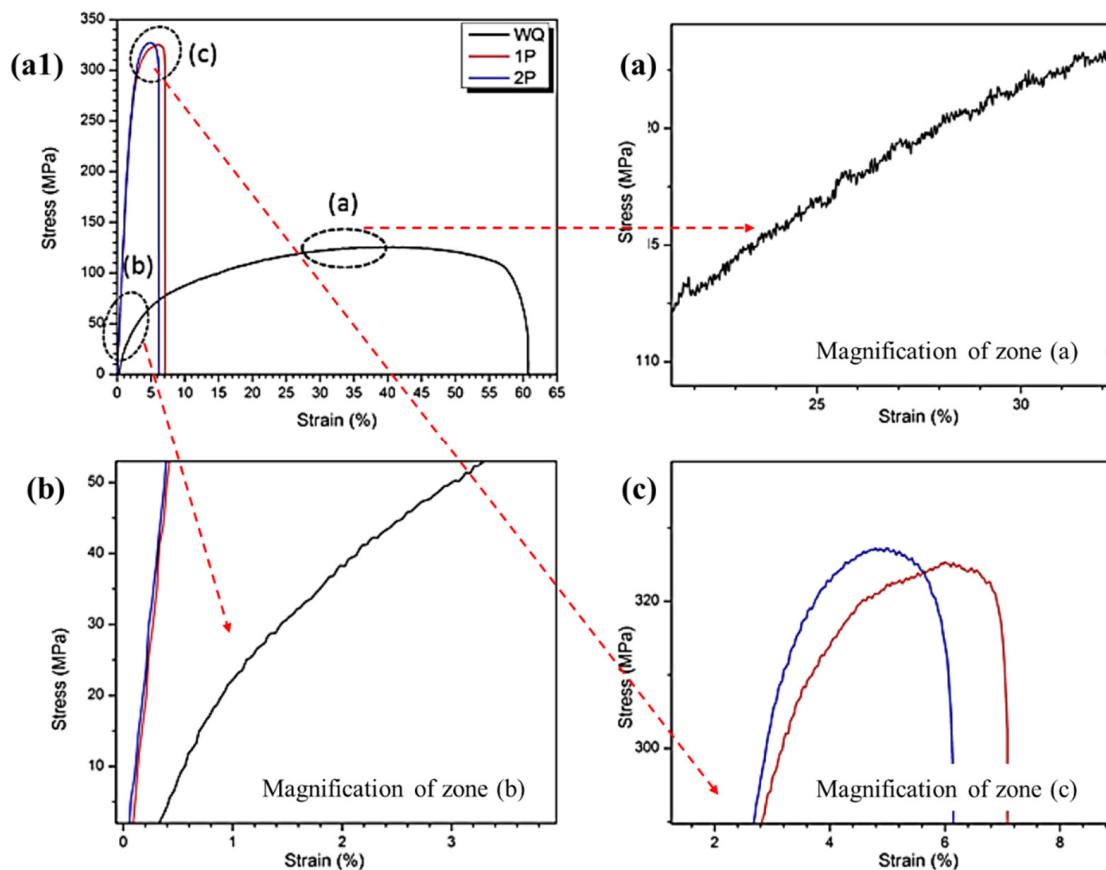 (a1)
350
300
250
200
150
100
50
0
Stress (MPa)
0 5 10 15 20 25 30 35 40 45 50 55 60 65
Strain (%)
(c)
(a)
(b)
WQ
1P
2P
(a)
20
15
110
Stress (MPa)
25 30
Strain (%)
Magnification of zone (a)
(b)
50
40
30
20
10
Stress (MPa)
0 1 2 3
Strain (%)
Magnification of zone (b)
(c)
320
300
Stress (MPa)
2 4 6 8
Strain (%)
Magnification of zone (c)